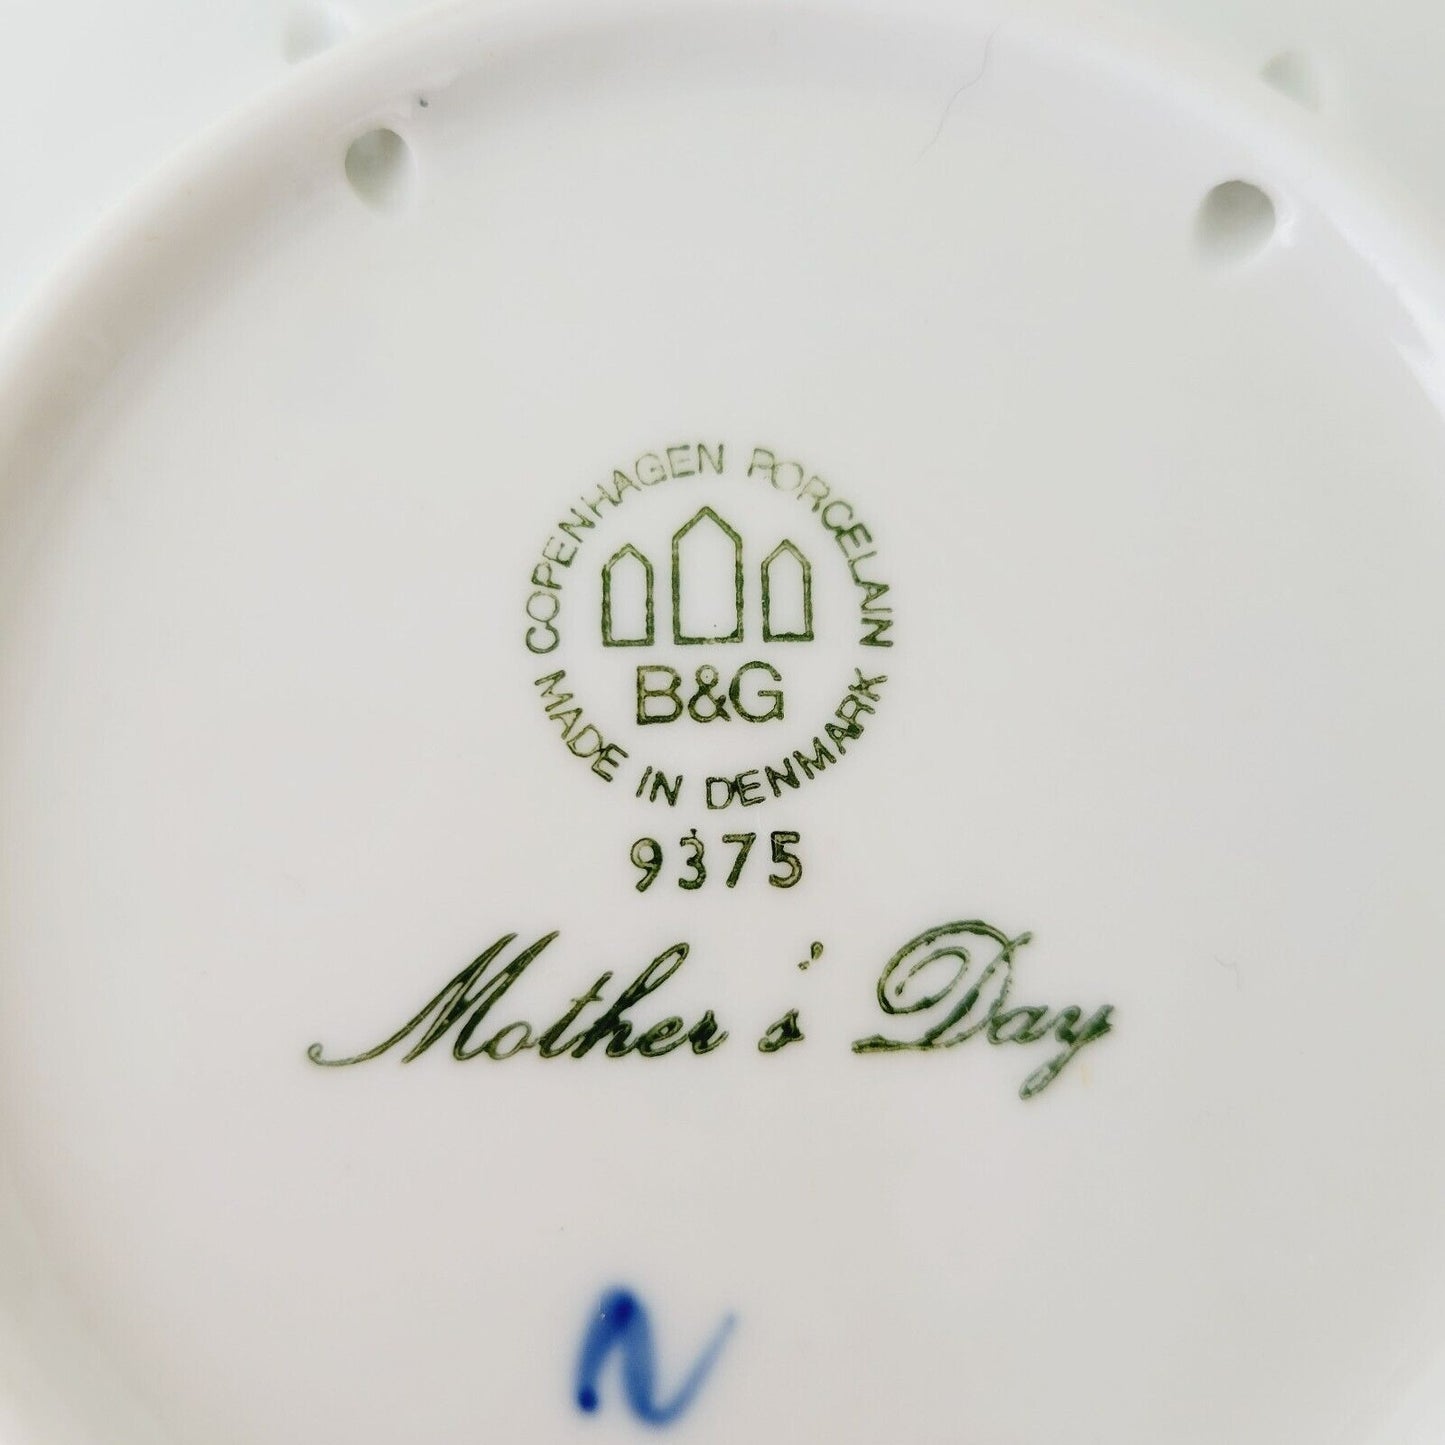 COPENHAGEN PORCELAIN
B&G
MADE IN DENMARK
9375
Mother's Day
N